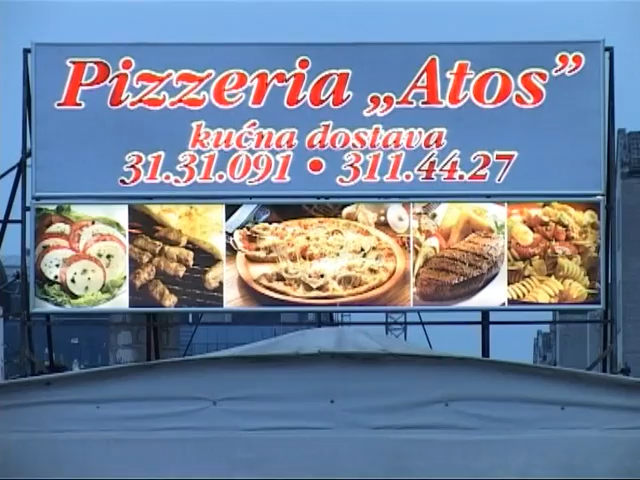 Pizzeria „Atos”
kućna dostava
31.31.091 • 311.44.27